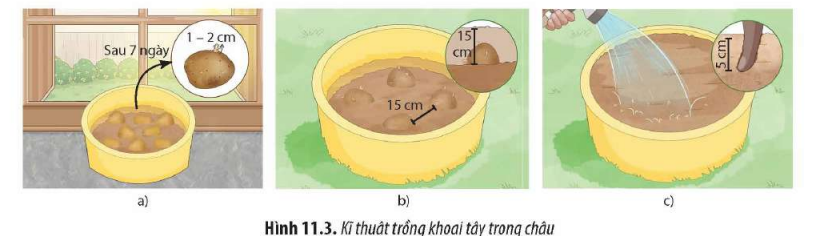 Sau 7 ngày
1 – 2 cm
15 cm
15
cm
5 cm
a)
b)
c)
Hình 11.3. Kĩ thuật trồng khoai tây trong chậu